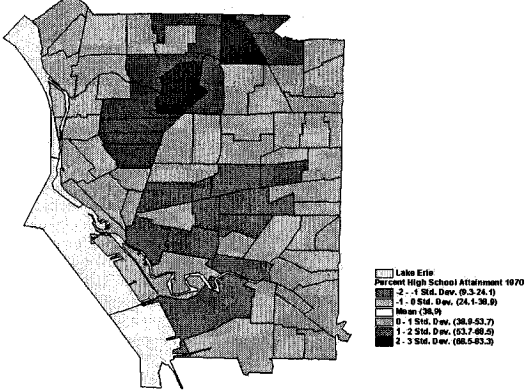 Lake Erie
Percent High School Attainment 1970
-2 - -1 Std. Dev. (9.3-24.1)
-1 - 0 Std. Dev. (24.1-38.9)
Mean (38.9)
0 - 1 Std. Dev. (38.9-53.7)
1 - 2 Std. Dev. (53.7-68.5)
2 - 3 Std. Dev. (68.5-83.3)